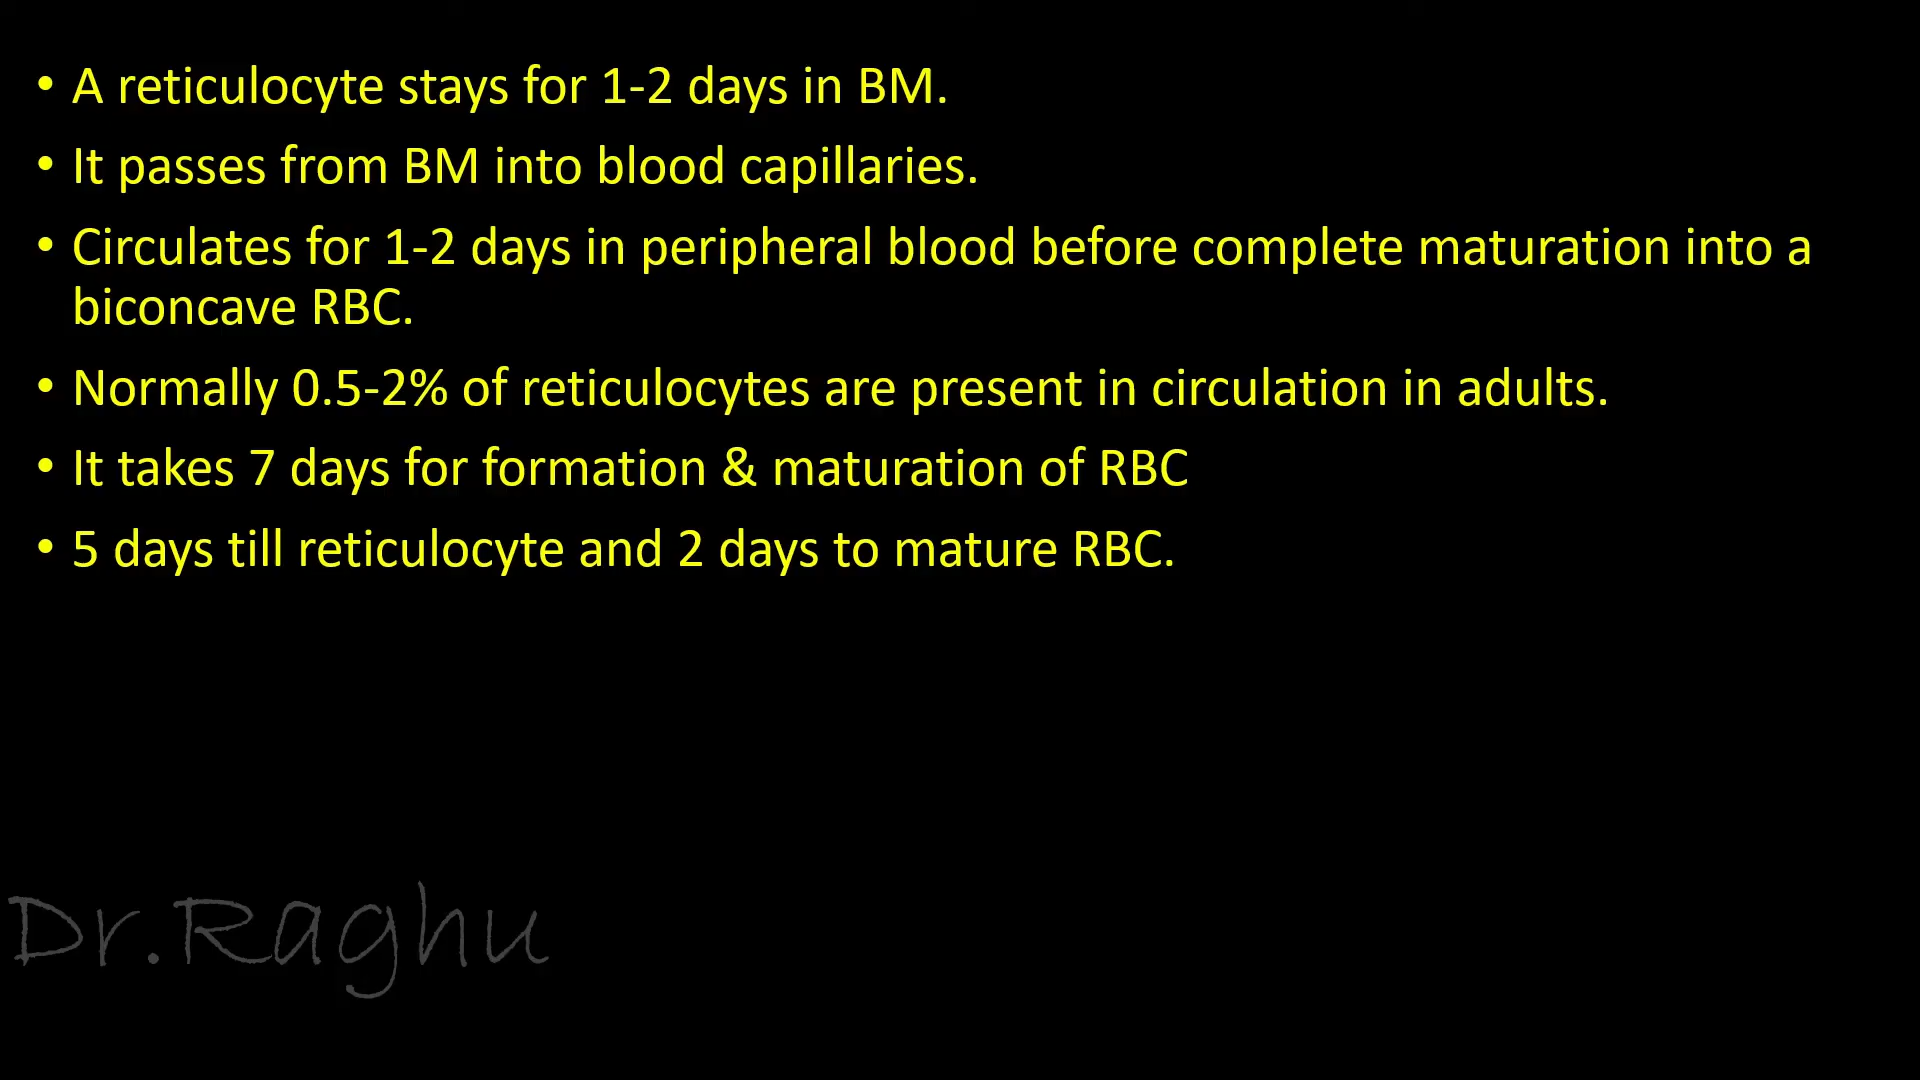 • A reticulocyte stays for 1-2 days in BM.
• It passes from BM into blood capillaries.
• Circulates for 1-2 days in peripheral blood before complete maturation into a
biconcave RBC.
• Normally 0.5-2% of reticulocytes are present in circulation in adults.
• It takes 7 days for formation & maturation of RBC
• 5 days till reticulocyte and 2 days to mature RBC.
Dr.Raghu